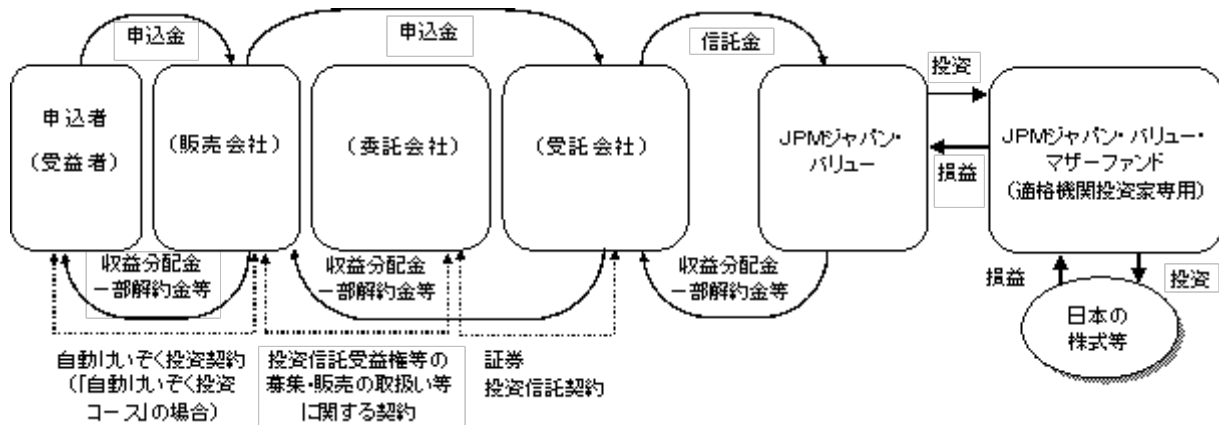 申込金
申込金
信託金
投資
申込者
(受益者)
(販売会社)
(委託会社)
(受託会社)
JPMジャパン・
バリュー
損益
JPMジャパン・バリュー・
マザーファンド
(適格機関投資家専用)
収益分配金
一部解約金等
収益分配金
一部解約金等
収益分配金
一部解約金等
損益
投資
日本の
株式等
自動けいぞく投資契約
(「自動けいぞく投資
コース」の場合)
投資信託受益権等の
募集・販売の取扱い等
に関する契約
証券
投資信託契約